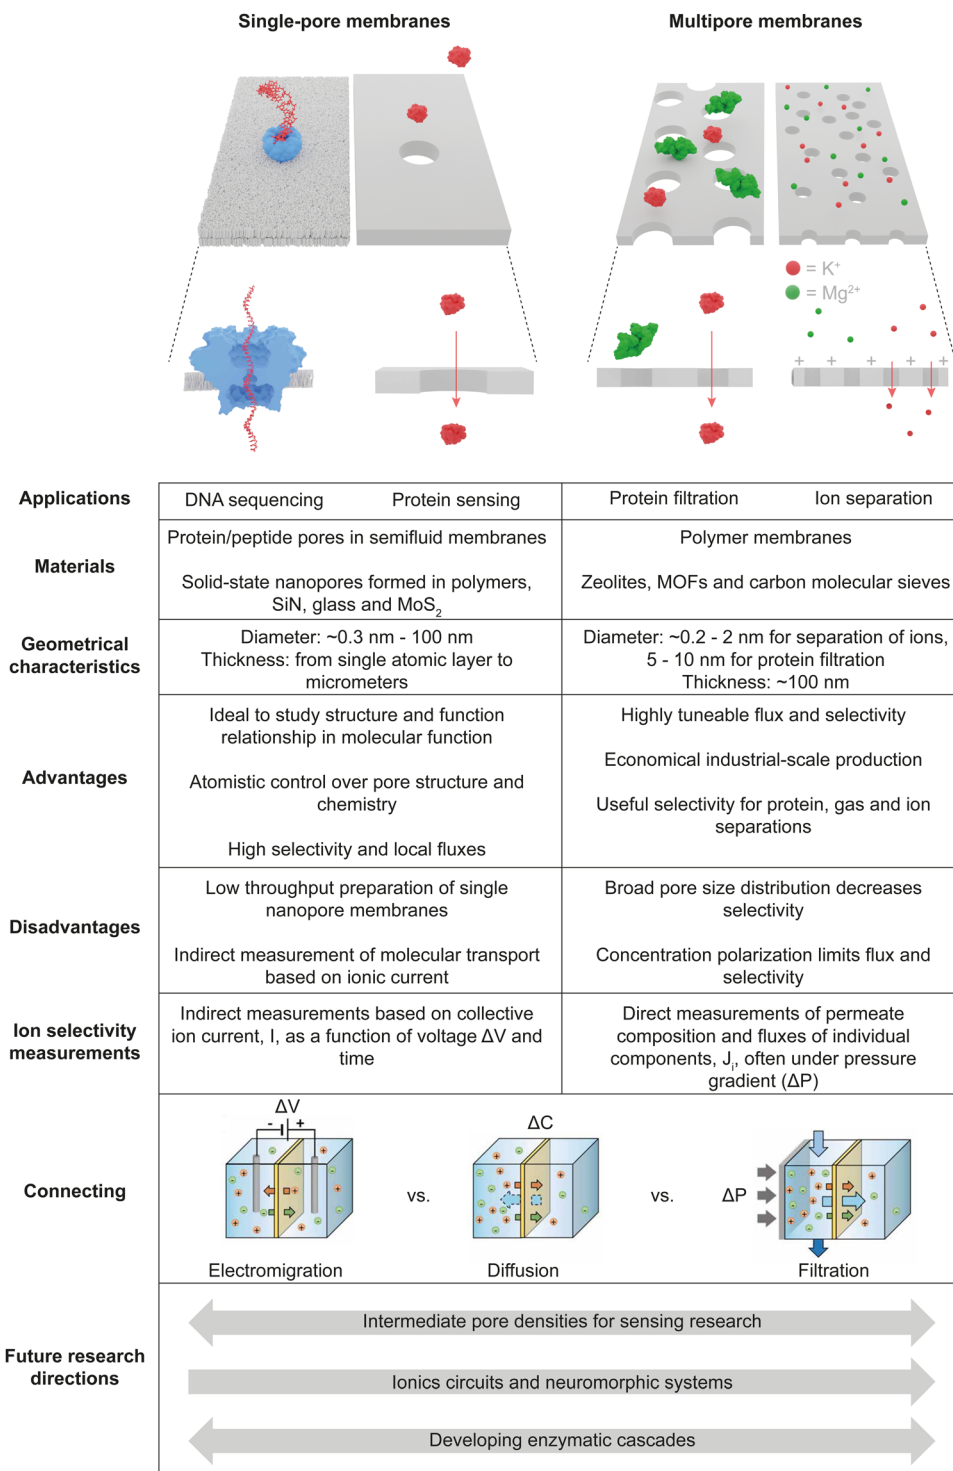 Single-pore membranes
Multipore membranes
= K⁺
= Mg²⁺
+ + + + +
Applications
DNA sequencing
Protein sensing
Protein filtration
Ion separation
Materials
Protein/peptide pores in semifluid membranes
Solid-state nanopores formed in polymers,
SiN, glass and MoS₂
Polymer membranes
Zeolites, MOFs and carbon molecular sieves
Geometrical
characteristics
Diameter: ~0.3 nm - 100 nm
Thickness: from single atomic layer to
micrometers
Diameter: ~0.2 - 2 nm for separation of ions,
5 - 10 nm for protein filtration
Thickness: ~100 nm
Advantages
Ideal to study structure and function
relationship in molecular function
Atomistic control over pore structure and
chemistry
High selectivity and local fluxes
Highly tuneable flux and selectivity
Economical industrial-scale production
Useful selectivity for protein, gas and ion
separations
Disadvantages
Low throughput preparation of single
nanopore membranes
Indirect measurement of molecular transport
based on ionic current
Broad pore size distribution decreases
selectivity
Concentration polarization limits flux and
selectivity
Ion selectivity
measurements
Indirect measurements based on collective
ion current, I, as a function of voltage ΔV and
time
Direct measurements of permeate
composition and fluxes of individual
components, Jᵢ, often under pressure
gradient (ΔP)
Connecting
ΔV
- +
Electromigration
vs.
ΔC
Diffusion
vs.
ΔP
Filtration
Future research
directions
Intermediate pore densities for sensing research
Ionics circuits and neuromorphic systems
Developing enzymatic cascades